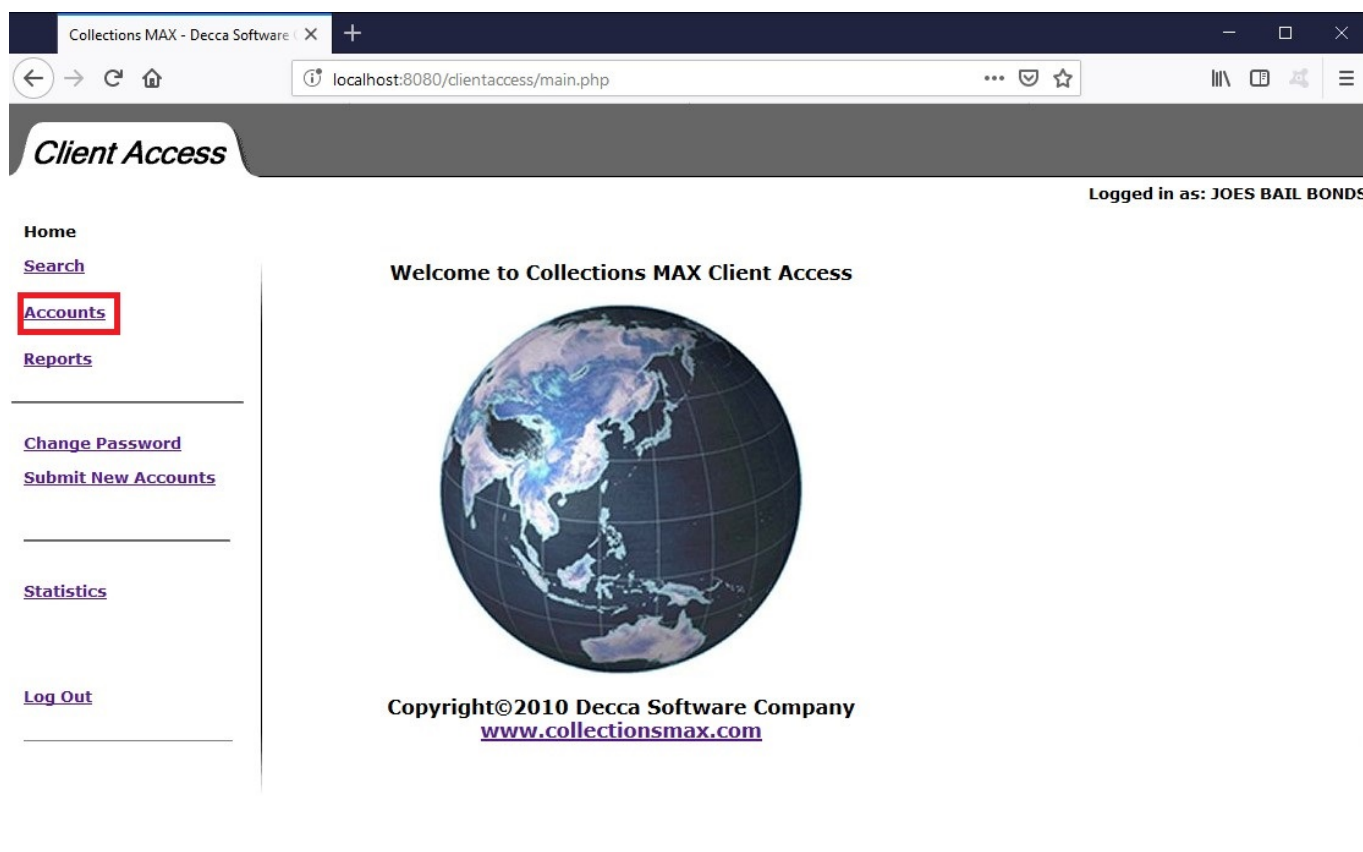 Collections MAX - Decca Software
localhost:8080/clientaccess/main.php
Client Access
Logged in as: JOES BAIL BONDS
Home
Search
Accounts
Reports
Change Password
Submit New Accounts
Statistics
Log Out
Welcome to Collections MAX Client Access
Copyright©2010 Decca Software Company
www.collectionsmax.com